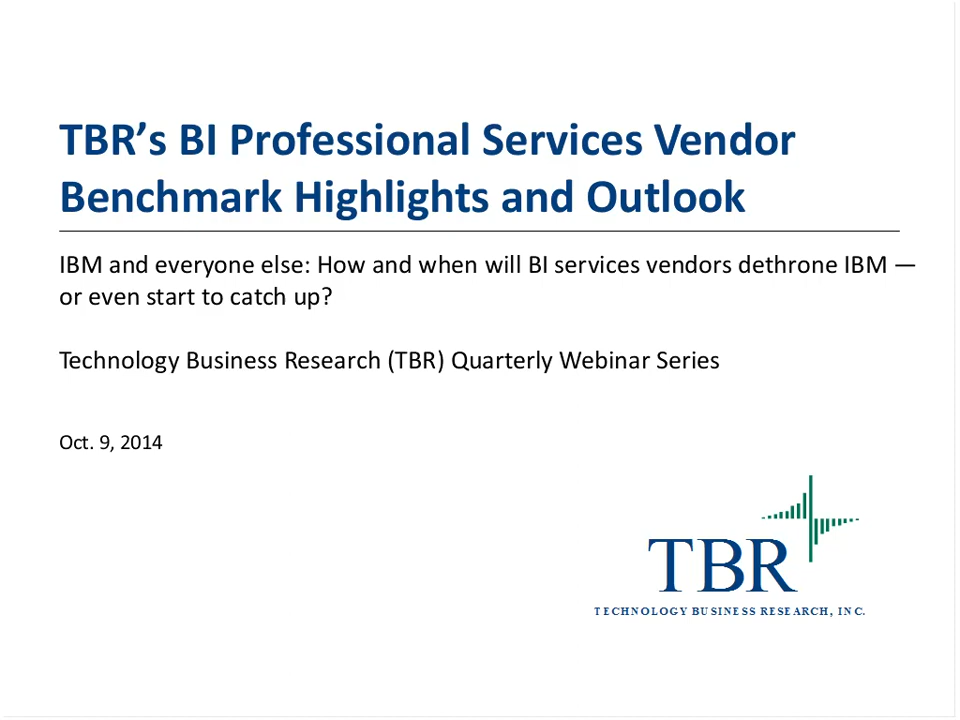 TBR’s BI Professional Services Vendor
Benchmark Highlights and Outlook
IBM and everyone else: How and when will BI services vendors dethrone IBM —
or even start to catch up?
Technology Business Research (TBR) Quarterly Webinar Series
Oct. 9, 2014
TBR
TECHNOLOGY BUSINESS RESEARCH, INC.